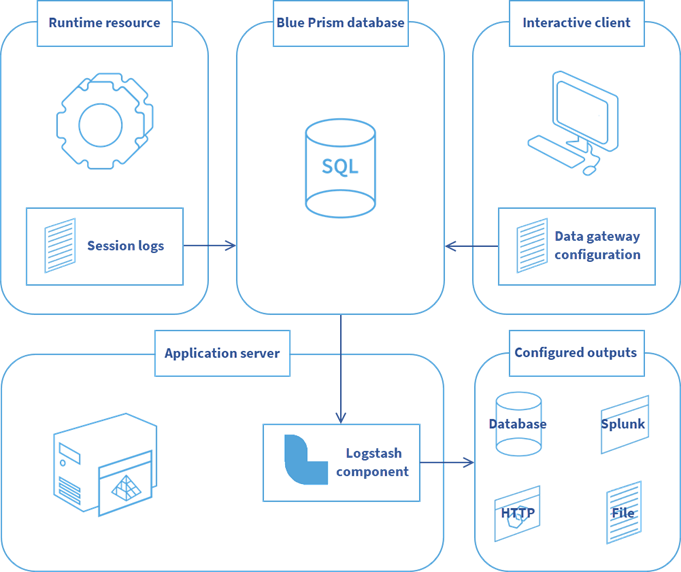 Runtime resource
Blue Prism database
Interactive client
SQL
Session logs
Data gateway
configuration
Application server
Configured outputs
Database
Splunk
Logstash
component
HTTP
File